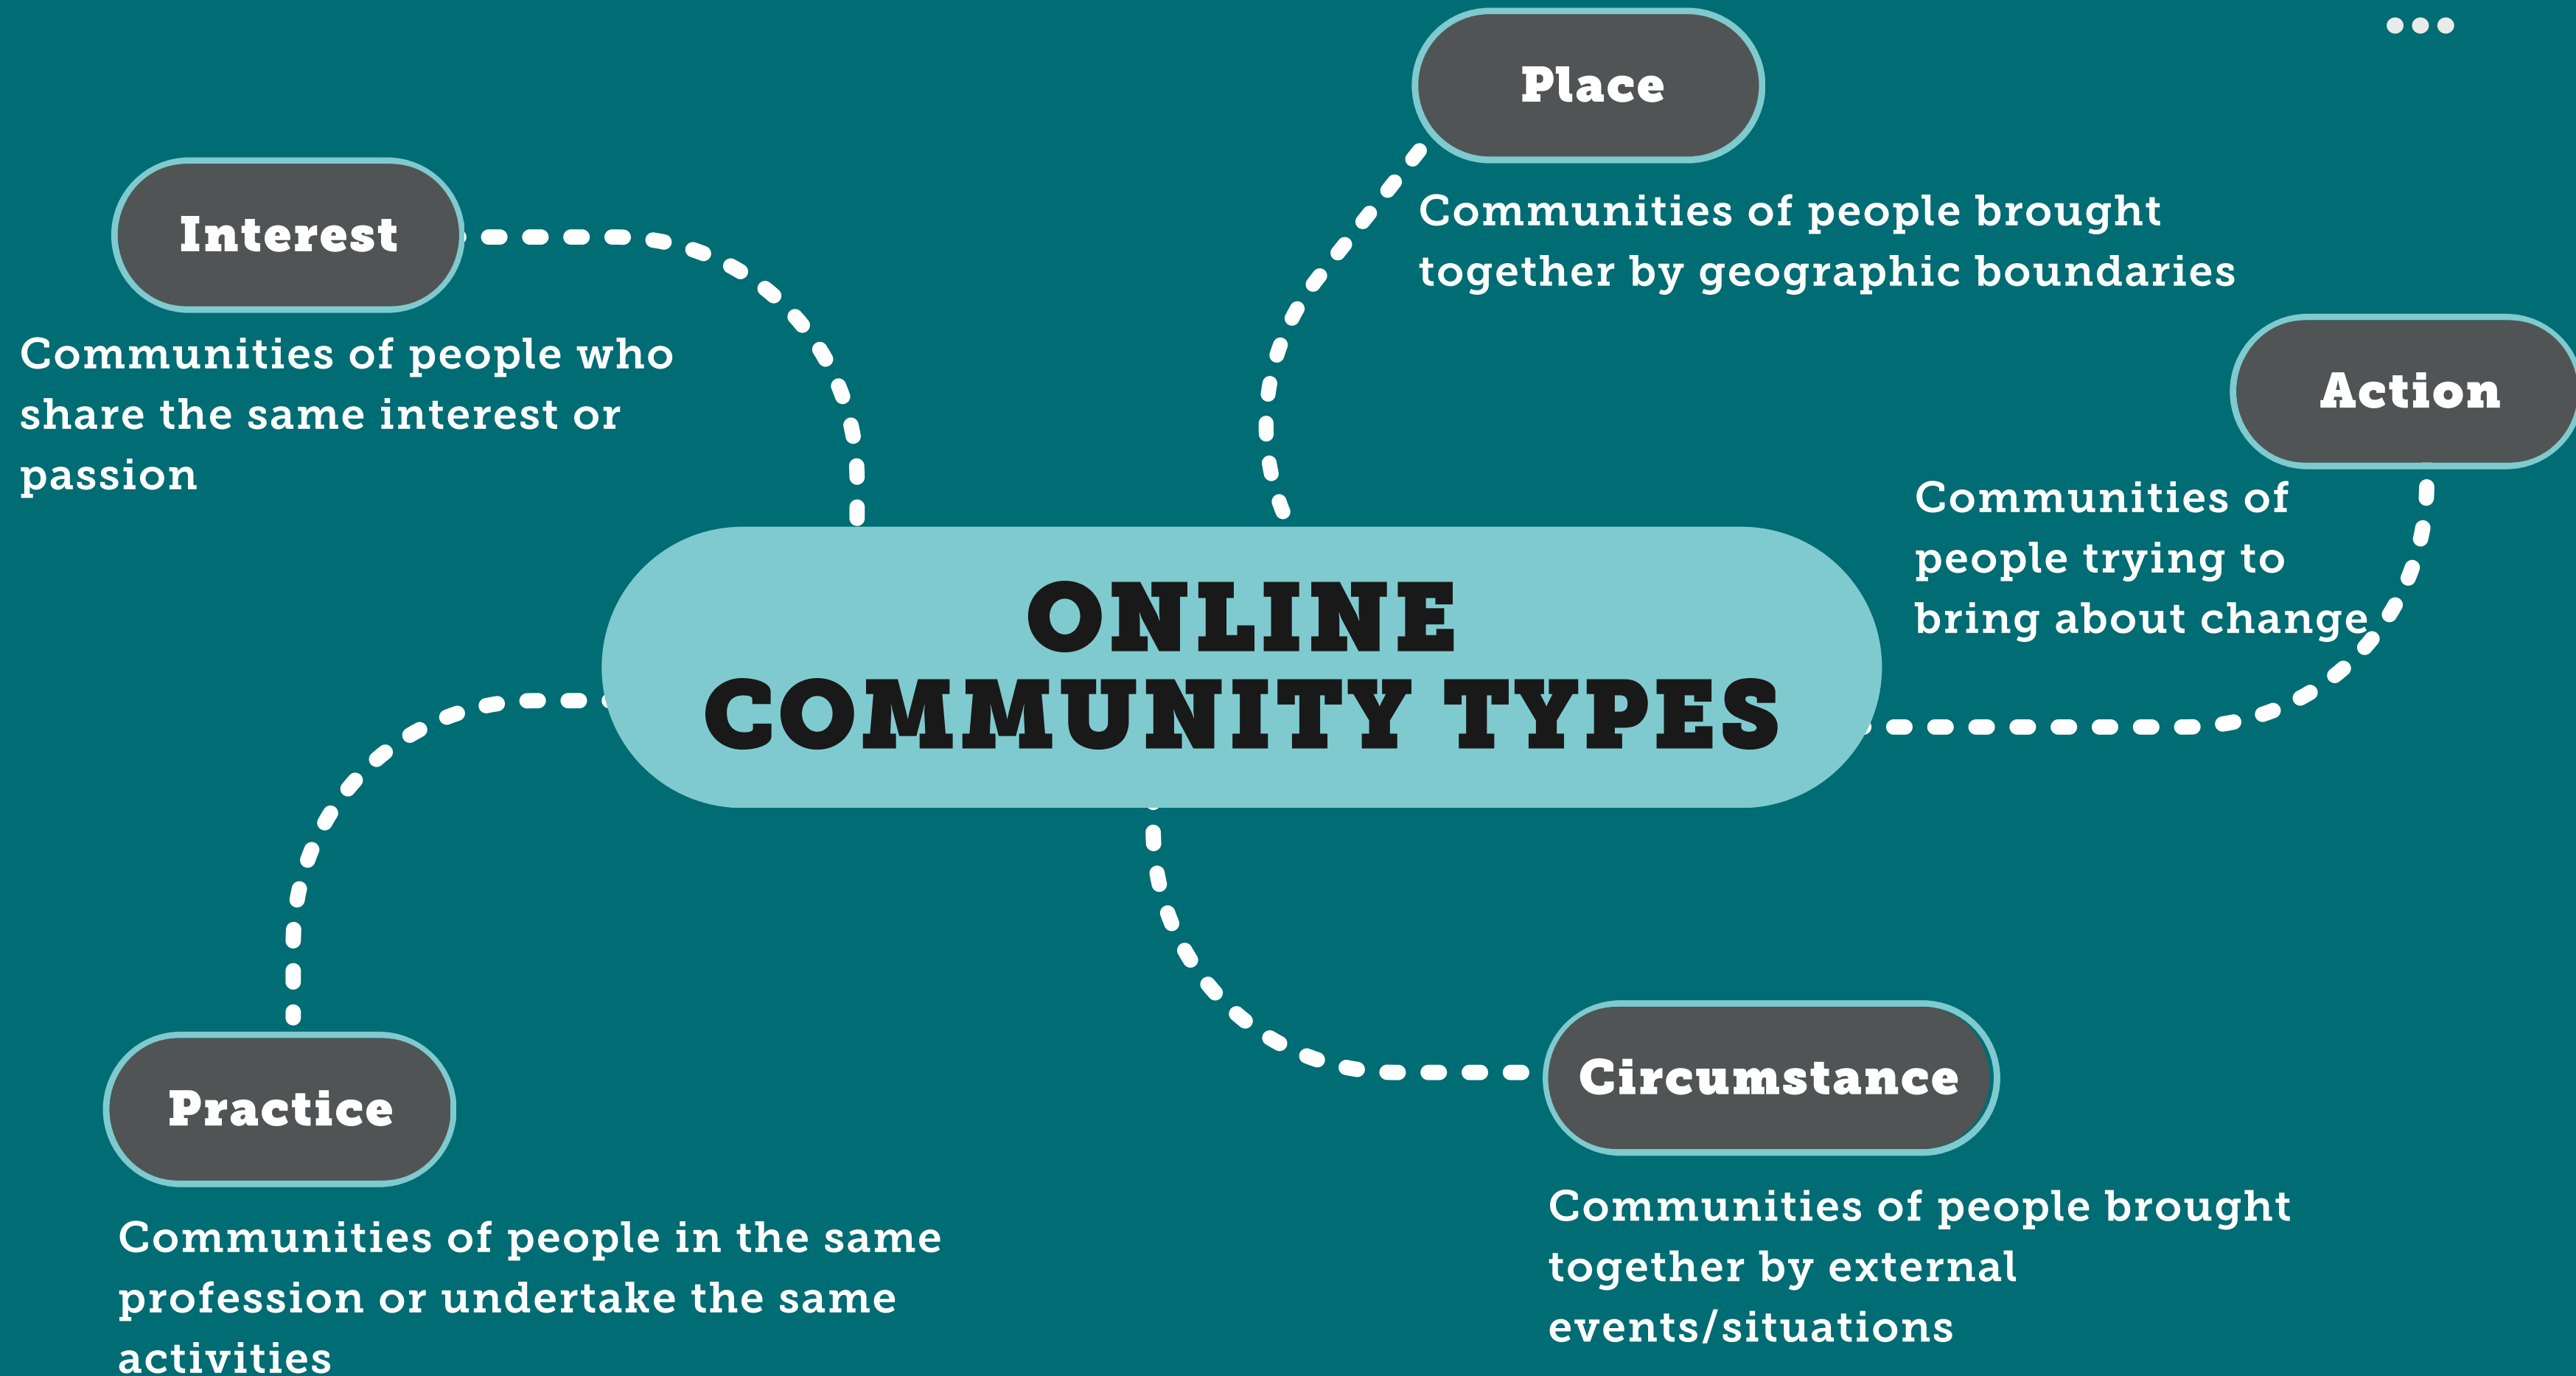 Place
Communities of people brought
together by geographic boundaries
Interest
Communities of people who
share the same interest or
passion
Action
Communities of
people trying to
bring about change
ONLINE
COMMUNITY TYPES
Practice
Communities of people in the same
profession or undertake the same
activities
Circumstance
Communities of people brought
together by external
events/situations